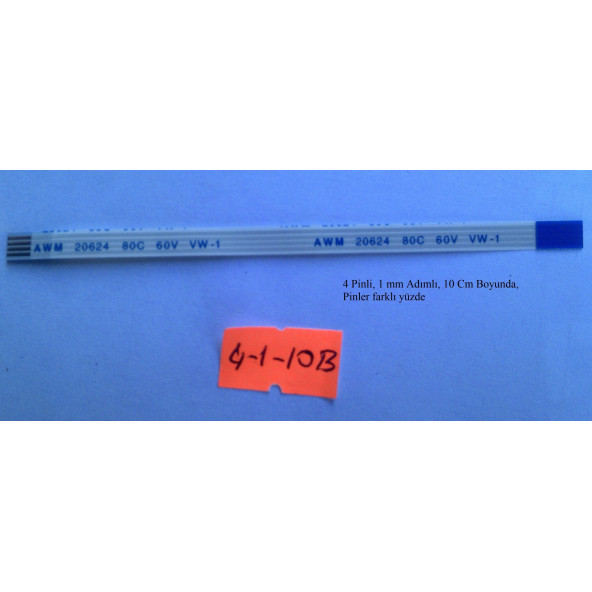 AWM 20624 80C 60V VW-1 AWM 20624 80C 60V VW-1
4 Pinli, 1 mm Adımlı, 10 Cm Boyunda,
Pinler farklı yüzde
4-1-10B